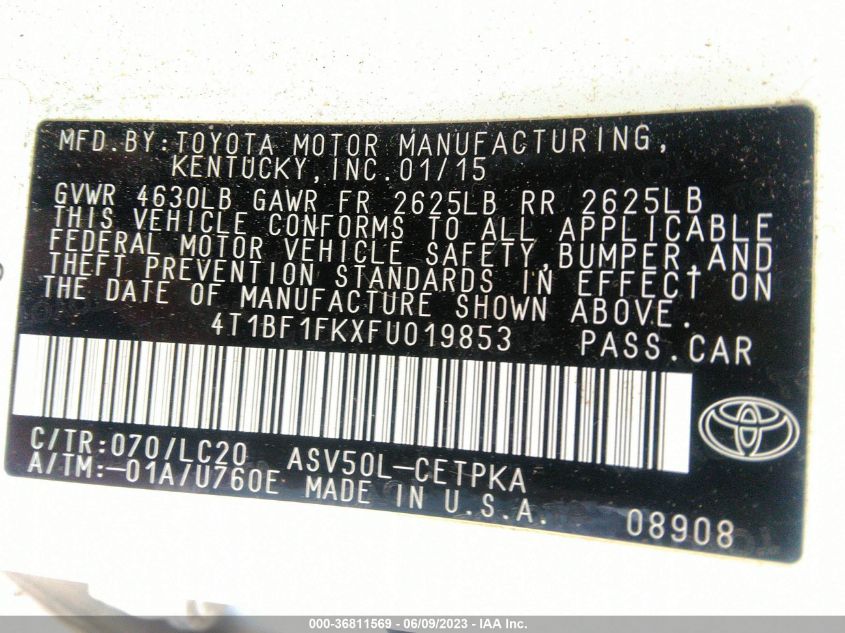 MFD.BY:TOYOTA MOTOR MANUFACTURING,
KENTUCKY,INC.01/15
GVWR 4630LB GAWR FR 2625LB RR 2625LB
THIS VEHICLE CONFORMS TO ALL APPLICABLE
FEDERAL MOTOR VEHICLE SAFETY,BUMPER,AND
THEFT PREVENTION STANDARDS IN EFFECT ON
THE DATE OF MANUFACTURE SHOWN ABOVE.
4T1BF1FKXFU019853 PASS.CAR
C/TR:070/LC20 ASV50L-CETPKA
A/TM:-01A/U760E MADE IN U.S.A. 08908
000-36811569 | 06/09/2023 - IAA Inc.